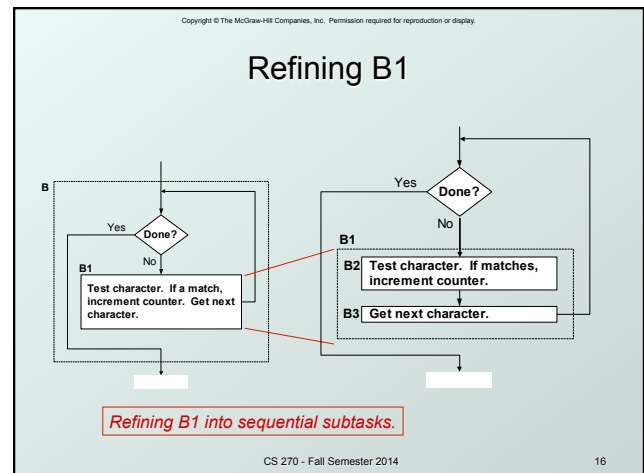 Copyright © The McGraw-Hill Companies, Inc. Permission required for reproduction or display.
Refining B1
B
Done?
Yes
No
B1
Test character. If a match,
increment counter. Get next
character.
Done?
Yes
No
B1
B2
Test character. If matches,
increment counter.
B3
Get next character.
Refining B1 into sequential subtasks.
CS 270 - Fall Semester 2014
16